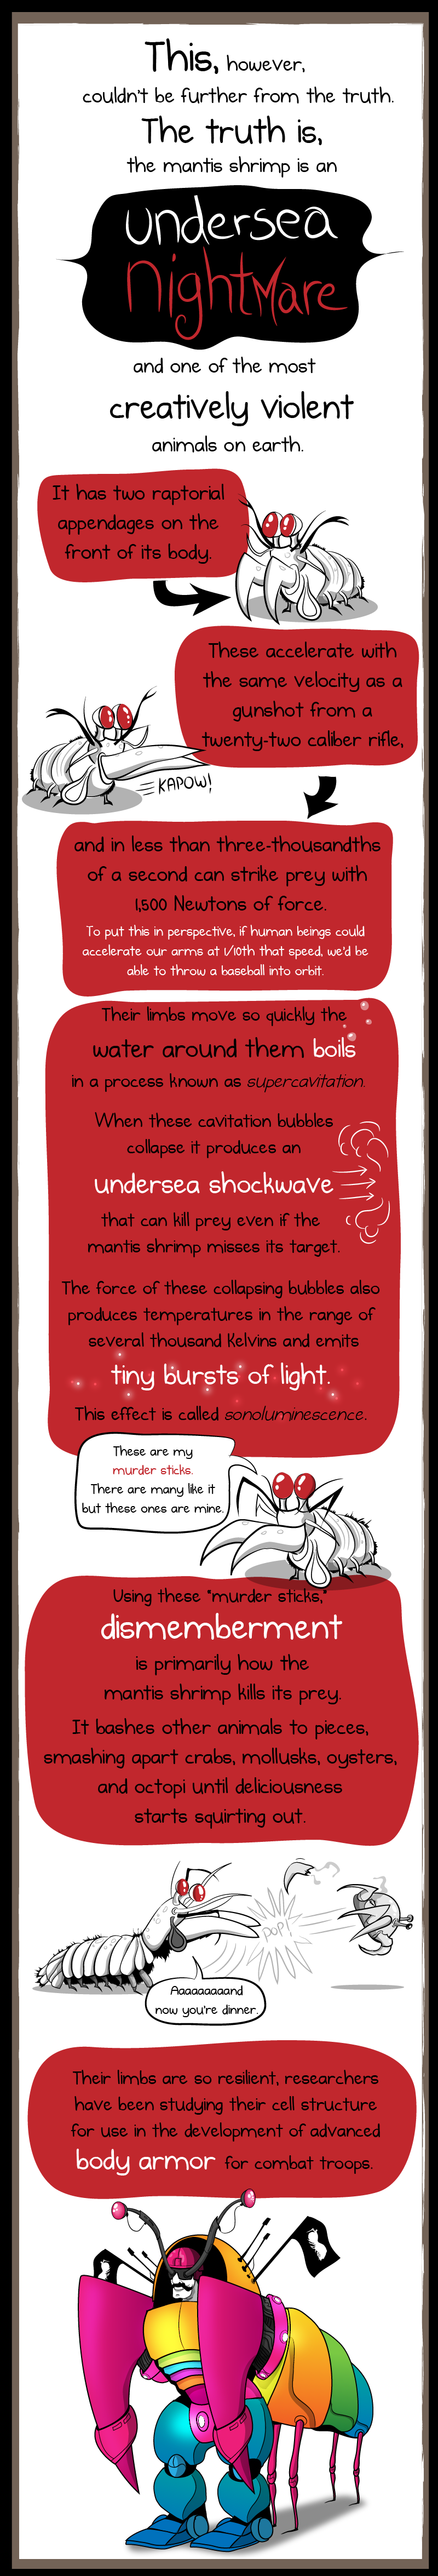 This, however,
couldn't be further from the truth.
The truth is,
the mantis shrimp is an
undersea
nightmare
and one of the most
creatively violent
animals on earth.
It has two raptorial
appendages on the
front of its body.
These accelerate with
the same velocity as a
gunshot from a
twenty-two caliber rifle,
KAPOW!
and in less than three-thousandths
of a second can strike prey with
1,500 Newtons of force.
To put this in perspective, if human beings could
accelerate our arms at 1/10th that speed, we'd be
able to throw a baseball into orbit.
Their limbs move so quickly the
water around them boils
in a process known as supercavitation.
When these cavitation bubbles
collapse it produces an
undersea shockwave
that can kill prey even if the
mantis shrimp misses its target.
The force of these collapsing bubbles also
produces temperatures in the range of
several thousand Kelvins and emits
tiny bursts of light.
This effect is called sonoluminescence.
These are my
murder sticks.
There are many like it
but these ones are mine.
Using these "murder sticks,"
dismemberment
is primarily how the
mantis shrimp kills its prey.
It bashes other animals to pieces,
smashing apart crabs, mollusks, oysters,
and octopi until deliciousness
starts squirting out.
POP!
Aaaaaaaaand
now you're dinner.
Their limbs are so resilient, researchers
have been studying their cell structure
for use in the development of advanced
body armor for combat troops.